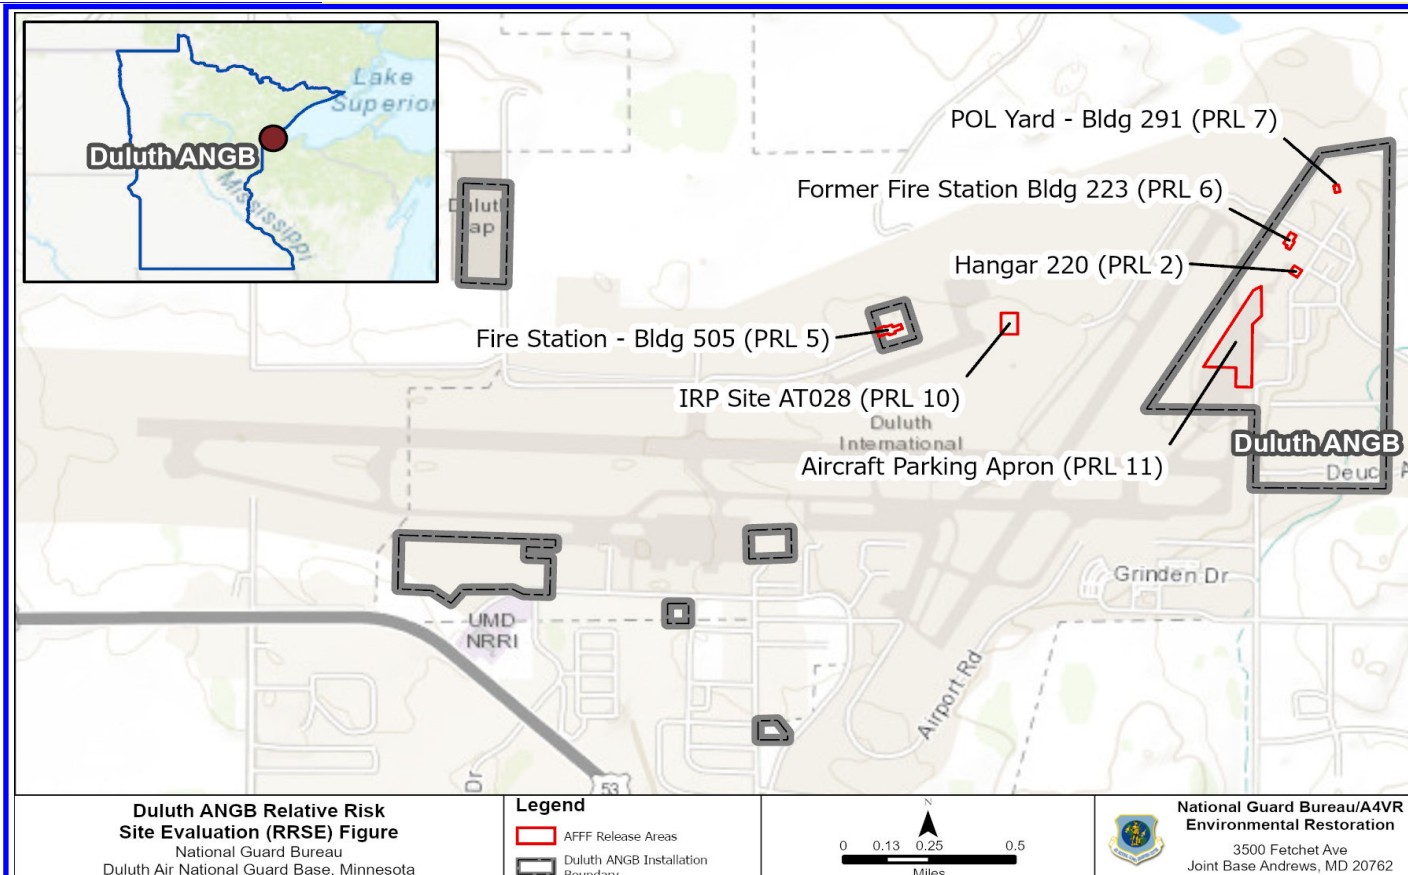 Lake
Superior
Duluth ANGB
Mississippi
POL Yard - Bldg 291 (PRL 7)
Former Fire Station Bldg 223 (PRL 6)
Duluth
ap
Hangar 220 (PRL 2)
Fire Station - Bldg 505 (PRL 5)
IRP Site AT028 (PRL 10)
Duluth
International
Duluth ANGB
Aircraft Parking Apron (PRL 11)
Deuce A
Grinden Dr
UMD
NRRI
Airport Rd
Dr
53
Duluth ANGB Relative Risk
Site Evaluation (RRSE) Figure
National Guard Bureau
Duluth Air National Guard Base, Minnesota
Legend
AFFF Release Areas
Duluth ANGB Installation
Boundary
N
0 0.13 0.25 0.5
Miles
National Guard Bureau/A4VR
Environmental Restoration
3500 Fetchet Ave
Joint Base Andrews, MD 20762